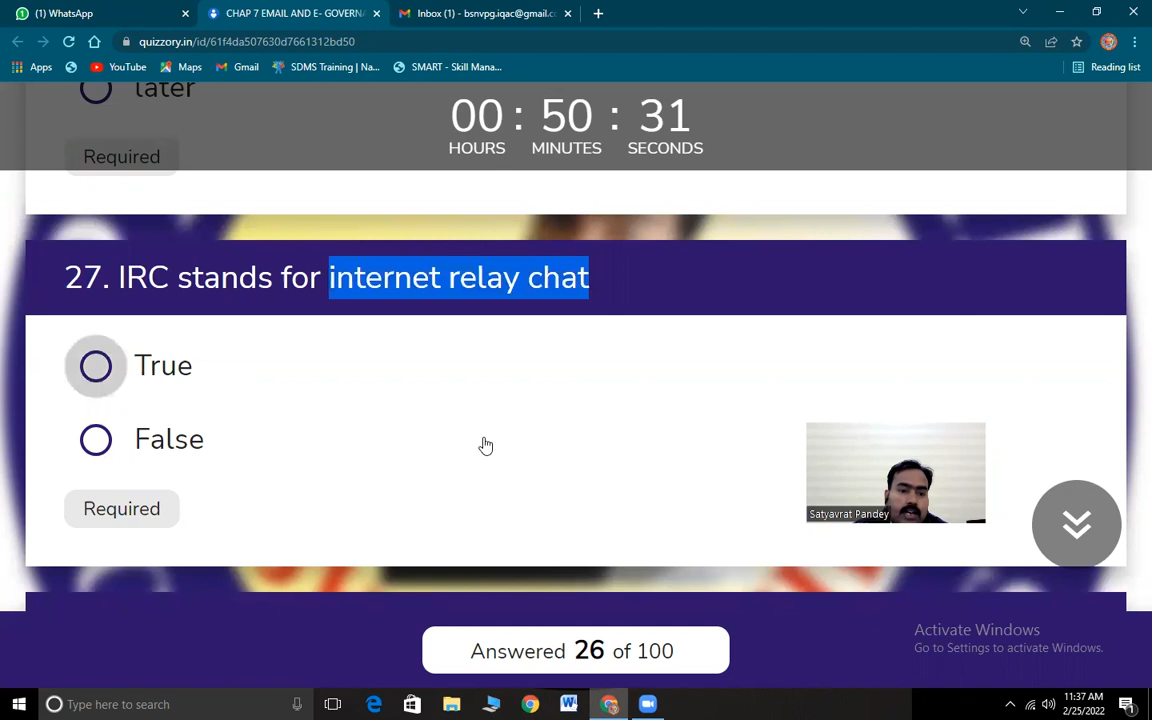 (1) WhatsApp
CHAP 7 EMAIL AND E- GOVERNA
Inbox (1) - bsnvpg.iqac@gmail.cc
quizzory.in/id/61f4da507630d7661312bd50
Apps
YouTube
Maps
Gmail
SDMS Training | Na...
SMART - Skill Mana...
Reading list
later
00 : 50 : 31
HOURS MINUTES SECONDS
Required
27. IRC stands for internet relay chat
True
False
Required
Satyavrat Pandey
Answered 26 of 100
Activate Windows
Go to Settings to activate Windows.
Type here to search
11:37 AM
2/25/2022
1